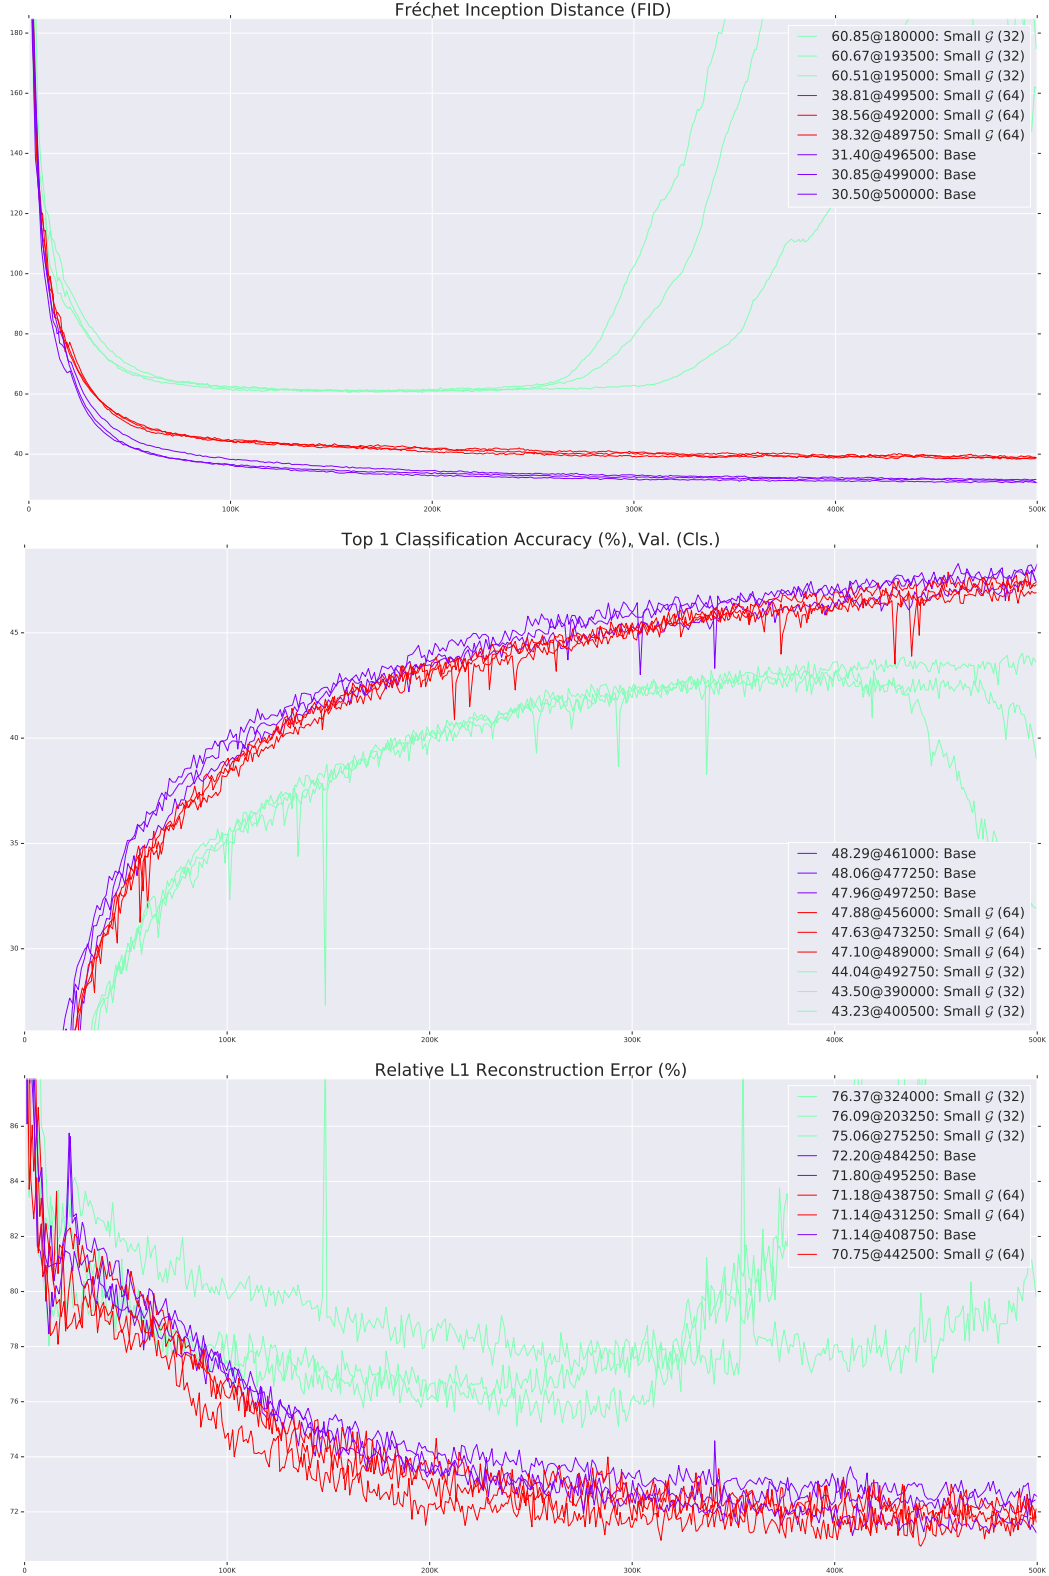 Fréchet Inception Distance (FID)
180
160
140
120
100
80
60
40
60.85@180000: Small 𝒢 (32)
60.67@193500: Small 𝒢 (32)
60.51@195000: Small 𝒢 (32)
38.81@499500: Small 𝒢 (64)
38.56@492000: Small 𝒢 (64)
38.32@489750: Small 𝒢 (64)
31.40@496500: Base
30.85@499000: Base
30.50@500000: Base
0 100K 200K 300K 400K 500K
Top 1 Classification Accuracy (%), Val. (Cls.)
45
40
35
30
48.29@461000: Base
48.06@477250: Base
47.96@497250: Base
47.88@456000: Small 𝒢 (64)
47.63@473250: Small 𝒢 (64)
47.10@489000: Small 𝒢 (64)
44.04@492750: Small 𝒢 (32)
43.50@390000: Small 𝒢 (32)
43.23@400500: Small 𝒢 (32)
0 100K 200K 300K 400K 500K
Relative L1 Reconstruction Error (%)
86
84
82
80
78
76
74
72
76.37@324000: Small 𝒢 (32)
76.09@203250: Small 𝒢 (32)
75.06@275250: Small 𝒢 (32)
72.20@484250: Base
71.80@495250: Base
71.18@438750: Small 𝒢 (64)
71.14@431250: Small 𝒢 (64)
71.14@408750: Base
70.75@442500: Small 𝒢 (64)
0 100K 200K 300K 400K 500K